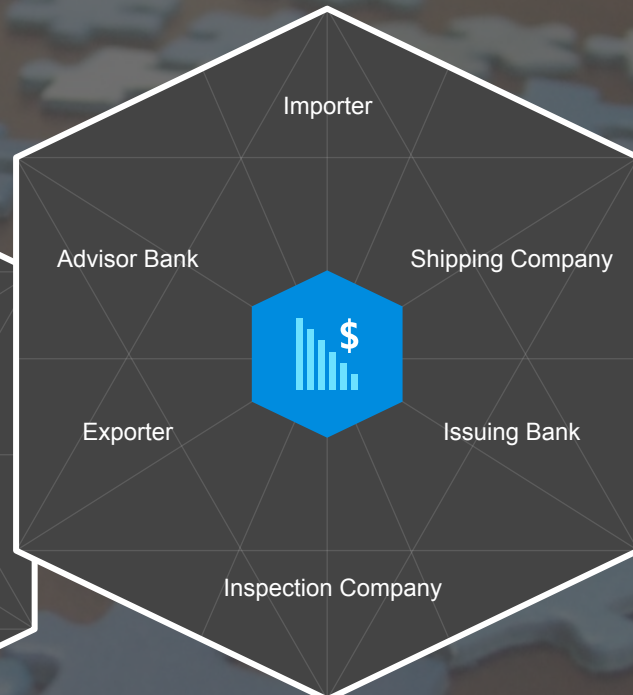 Importer
Advisor Bank
Shipping Company
$
Exporter
Issuing Bank
Inspection Company